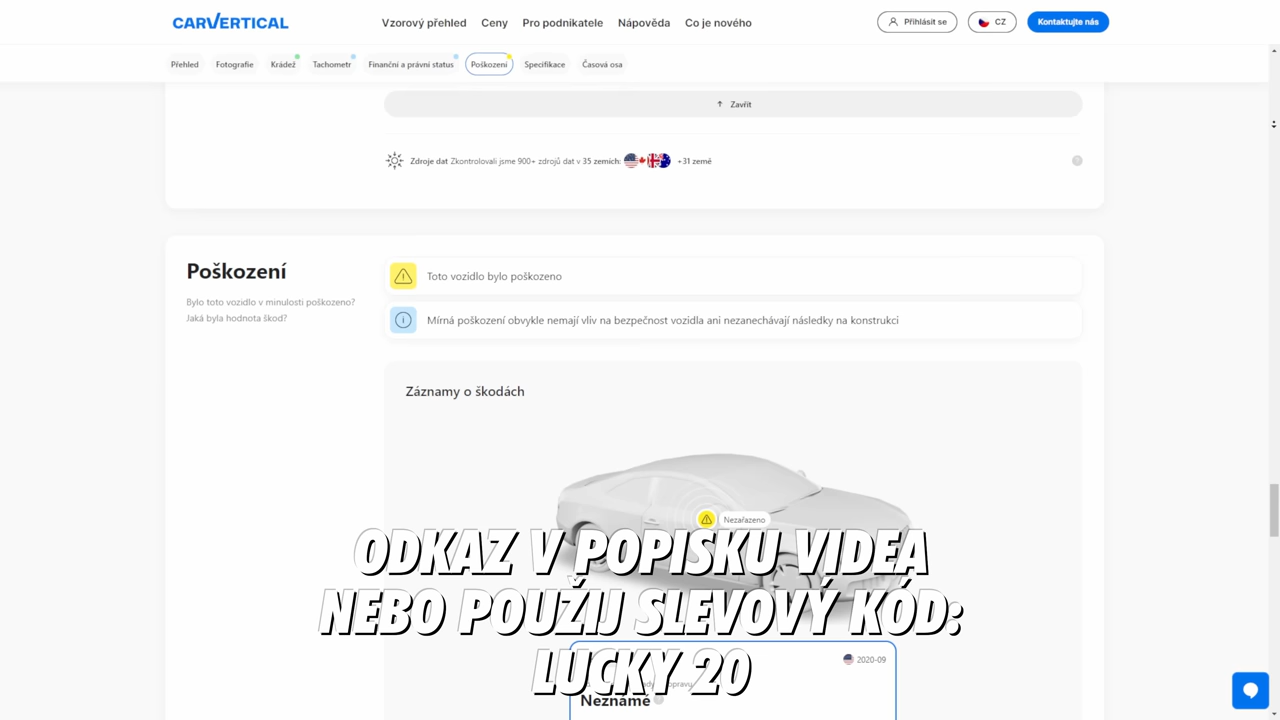 CARVERTICAL
Vzorový přehled Ceny Pro podnikatele Nápověda Co je nového
Přihlásit se CZ Kontaktujte nás
Přehled Fotografie Krádež Tachometr Finanční a právní status Poškození Specifikace Časová osa
Zavřít
Zdroje dat Zkontrolovali jsme 900+ zdrojů dat v 35 zemích: +31 země
Poškození
Bylo toto vozidlo v minulosti poškozeno?
Jaká byla hodnota škod?
Toto vozidlo bylo poškozeno
Mírná poškození obvykle nemají vliv na bezpečnost vozidla ani nezanechávají následky na konstrukci
Záznamy o škodách
Nezařazeno
ODKAZ V POPISKU VIDEA
NEBO POUŽIJ SLEVOVÝ KÓD:
LUCKY 20
2020-09
Neznámé